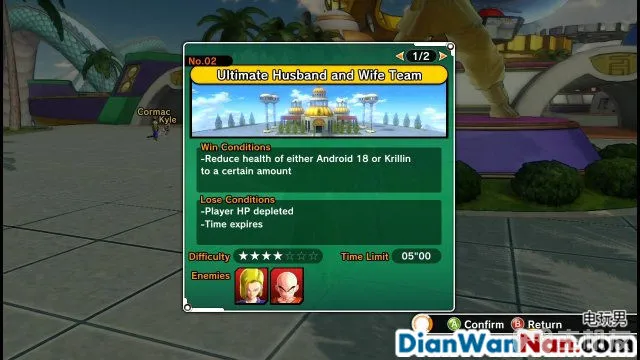 No.02
1/2
Ultimate Husband and Wife Team
Cormac
Kyle
Win Conditions
-Reduce health of either Android 18 or Krillin
to a certain amount
Lose Conditions
-Player HP depleted
-Time expires
Difficulty ★★★★☆☆☆ Time Limit 05"00
Enemies
电玩男
A Confirm B Return
DianWanNan.com